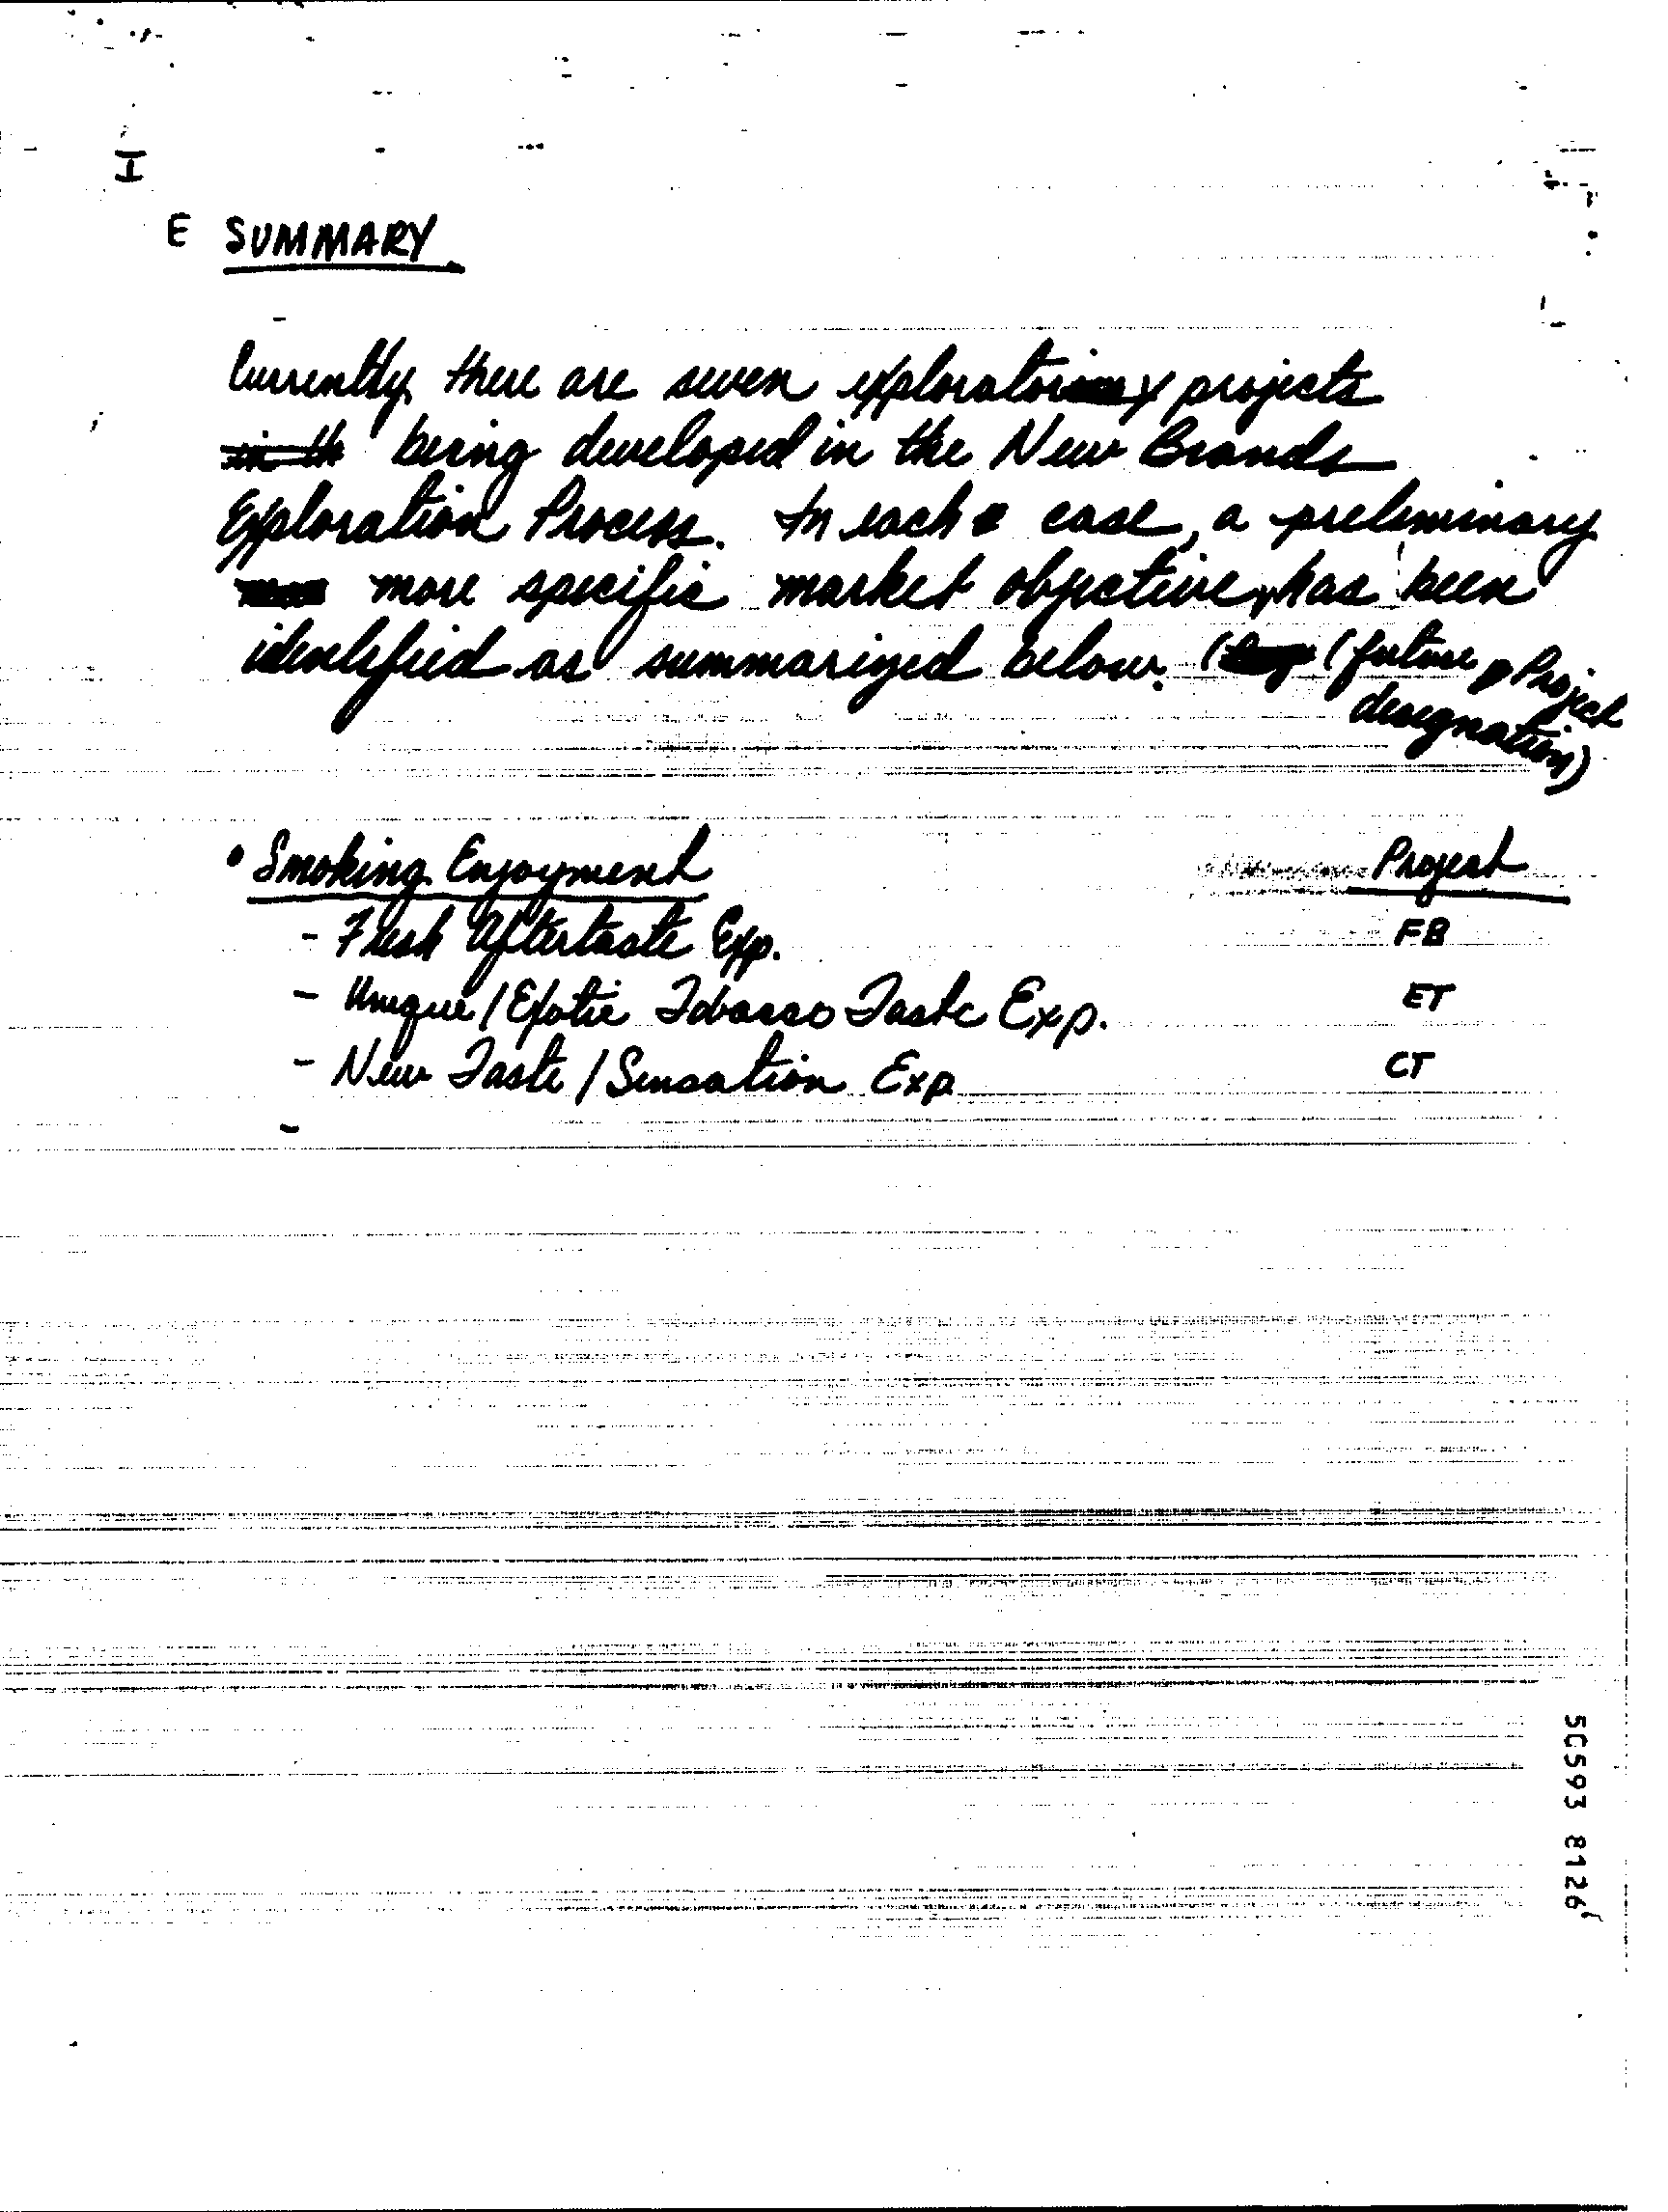 I
E SUMMARY
Currently there are seven exploratory projects
being developed in the New Brands
Exploration Process. In each case, a preliminary
more specific market objective, has been
identified as summarized below. (future Project
designation)
• Smoking Enjoyment Project
- Fresh Aftertaste Exp. FB
- Unique / Exotic Tobacco Taste Exp. ET
- New Taste / Sensation Exp CT
-
50593 8126